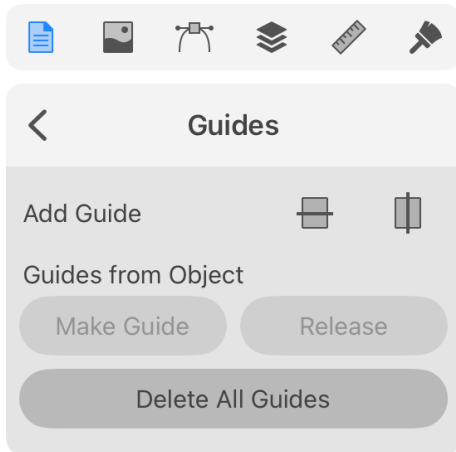 Guides
Add Guide
Guides from Object
Make Guide Release
Delete All Guides